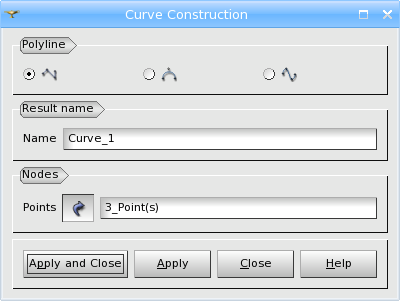 Curve Construction
Polyline
Result name
Name Curve_1
Nodes
Points 3_Point(s)
Apply and Close Apply Close Help